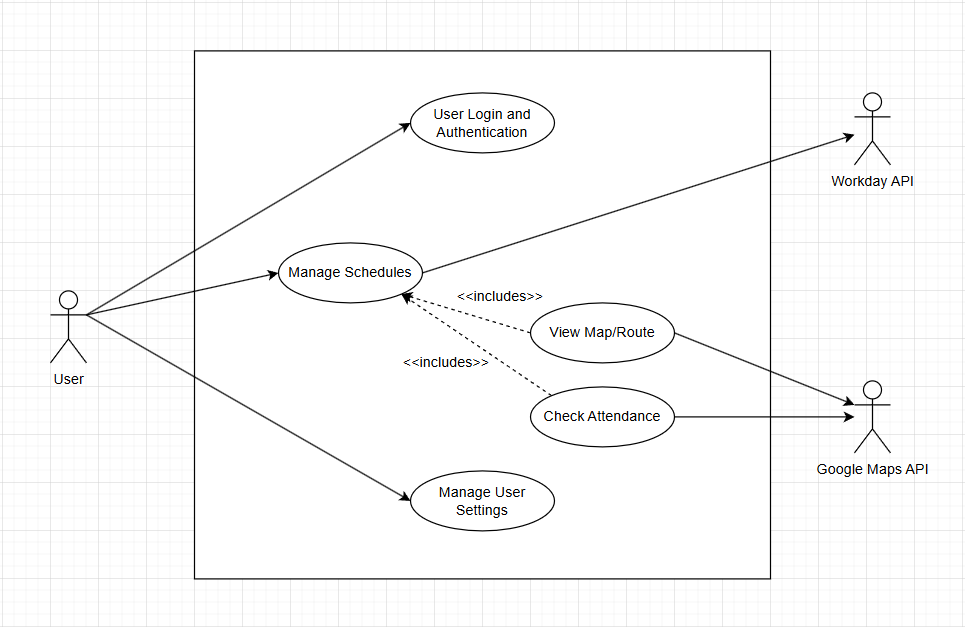 User Login and
Authentication
Workday API
Manage Schedules
<<includes>>
View Map/Route
<<includes>>
User
Check Attendance
Google Maps API
Manage User
Settings